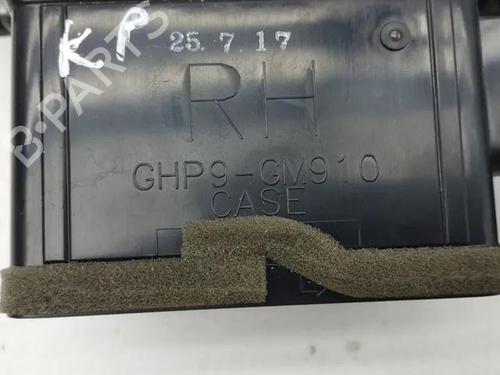 KP
25.7.17
RH
GHP9-GM910
CASE
B-PARTS